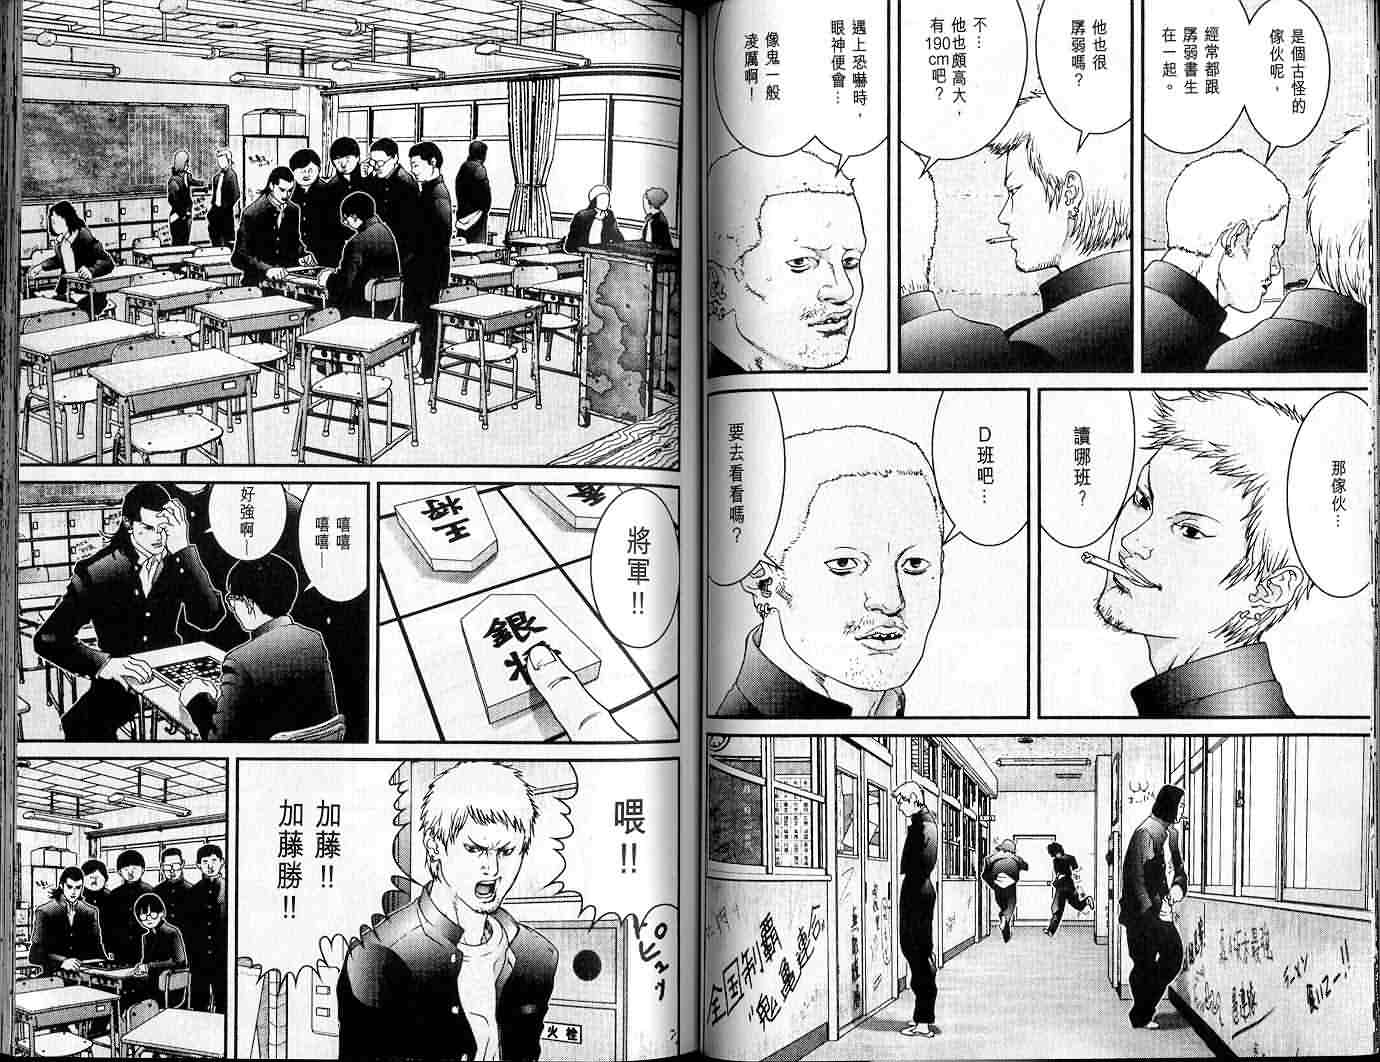 是個古怪的
傢伙呢，
經常都跟
孱弱書生
在一起。
他也很
孱弱嗎？
不…
他也頗高大，
有190cm吧？
遇上恐嚇時，
眼神便會…
像鬼一般
凌厲啊！
那傢伙…
讀哪班？
D班吧…
要去看看嗎？
全国制霸
鬼
將軍!!
王将
銀将
嘻嘻
嘻嘻—
好強啊—
喂!!
加藤!!
加藤勝!!
火栓